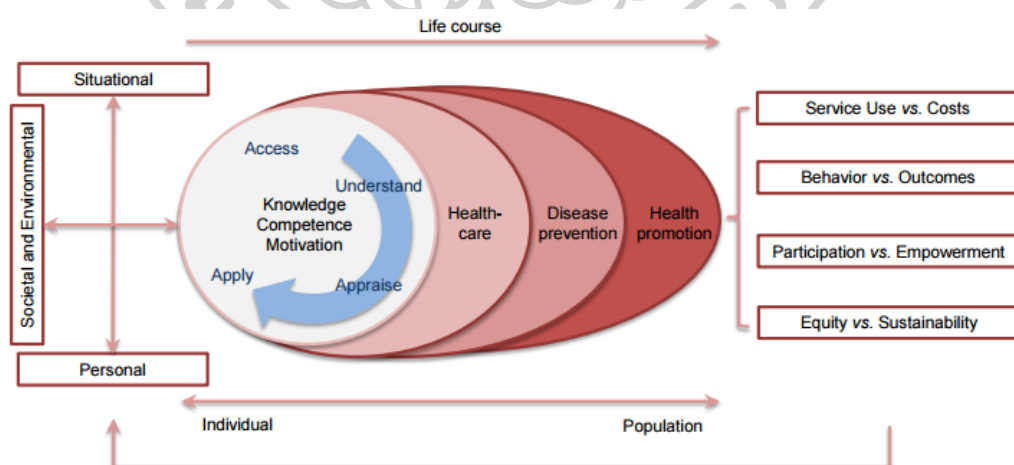 Life course
Situational
Societal and Environmental
Personal
Access
Understand
Knowledge
Competence
Motivation
Apply
Appraise
Health-
care
Disease
prevention
Health
promotion
Service Use vs. Costs
Behavior vs. Outcomes
Participation vs. Empowerment
Equity vs. Sustainability
Individual
Population